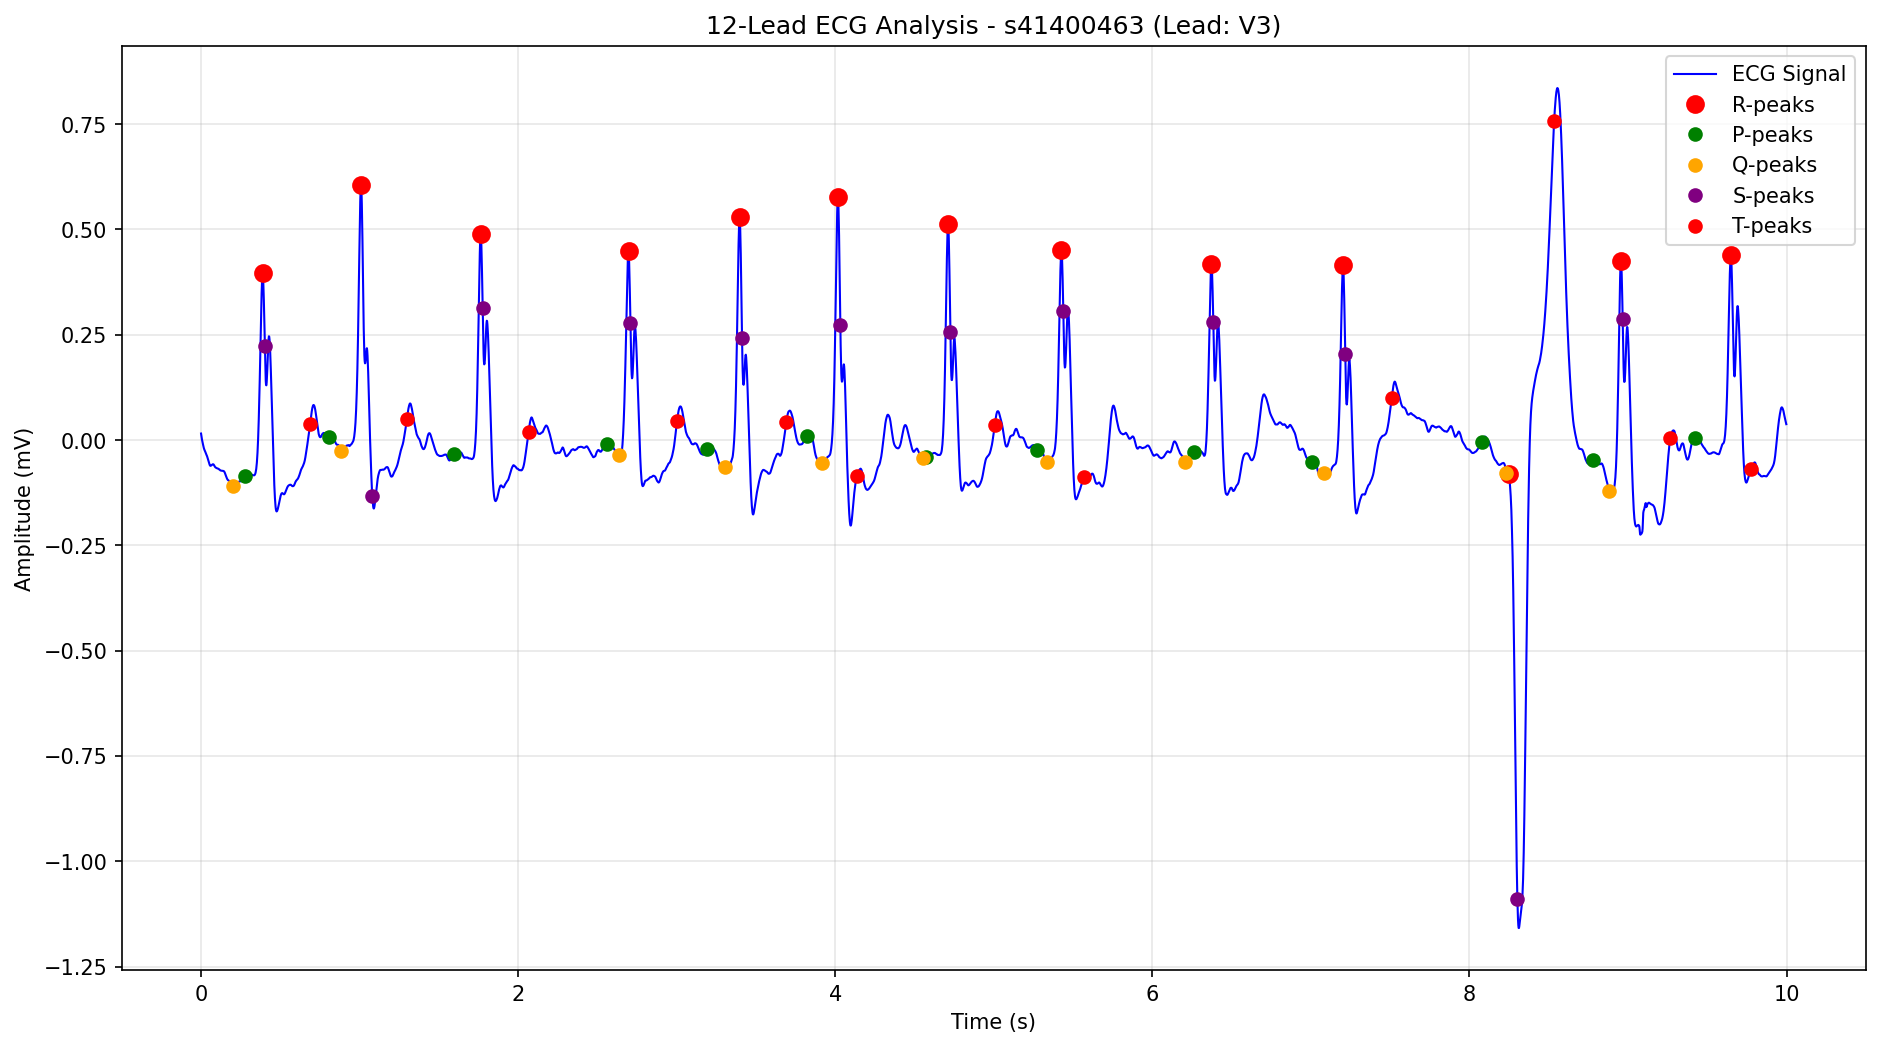 12-Lead ECG Analysis - s41400463 (Lead: V3)
ECG Signal
R-peaks
P-peaks
Q-peaks
S-peaks
T-peaks
Amplitude (mV)
0.75
0.50
0.25
0.00
−0.25
−0.50
−0.75
−1.00
−1.25
0 2 4 6 8 10
Time (s)